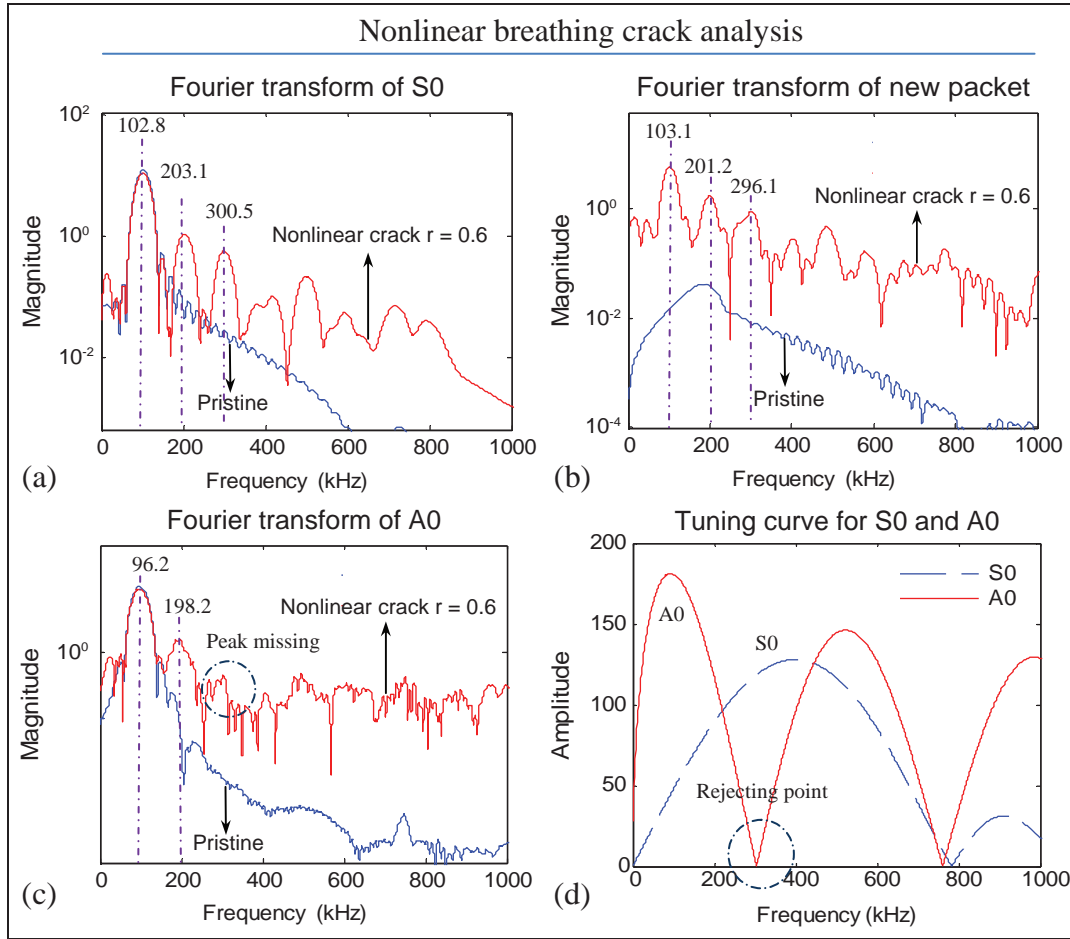 Nonlinear breathing crack analysis
Fourier transform of S0
10^2
10^0
10^-2
Magnitude
102.8
203.1
300.5
Nonlinear crack r = 0.6
Pristine
0 200 400 600 800 1000
Frequency (kHz)
(a)
Fourier transform of new packet
10^0
10^-2
10^-4
Magnitude
103.1
201.2
296.1
Nonlinear crack r = 0.6
Pristine
0 200 400 600 800 1000
Frequency (kHz)
(b)
Fourier transform of A0
10^0
Magnitude
96.2
198.2
Peak missing
Nonlinear crack r = 0.6
Pristine
0 200 400 600 800 1000
Frequency (kHz)
(c)
Tuning curve for S0 and A0
200
150
100
50
0
Amplitude
S0
A0
A0
S0
Rejecting point
0 200 400 600 800 1000
Frequency (kHz)
(d)